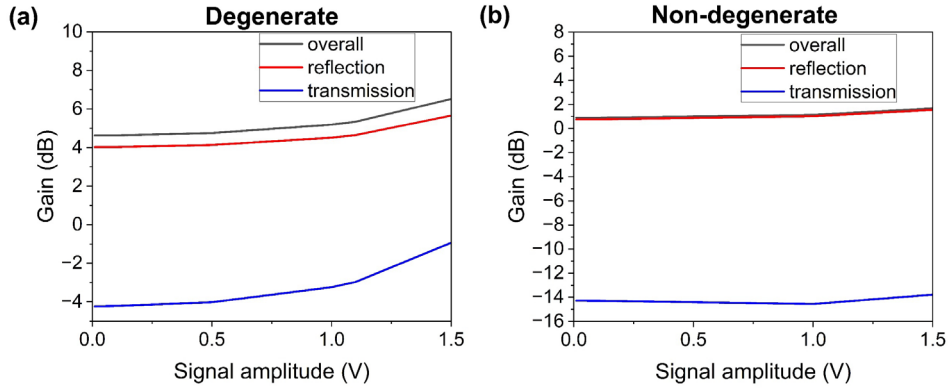 (a)
Degenerate
overall
reflection
transmission
10
8
6
4
2
0
−2
−4
Gain (dB)
0.0
0.5
1.0
1.5
Signal amplitude (V)
(b)
Non-degenerate
overall
reflection
transmission
8
6
4
2
0
−2
−4
−6
−8
−10
−12
−14
−16
Gain (dB)
0.0
0.5
1.0
1.5
Signal amplitude (V)